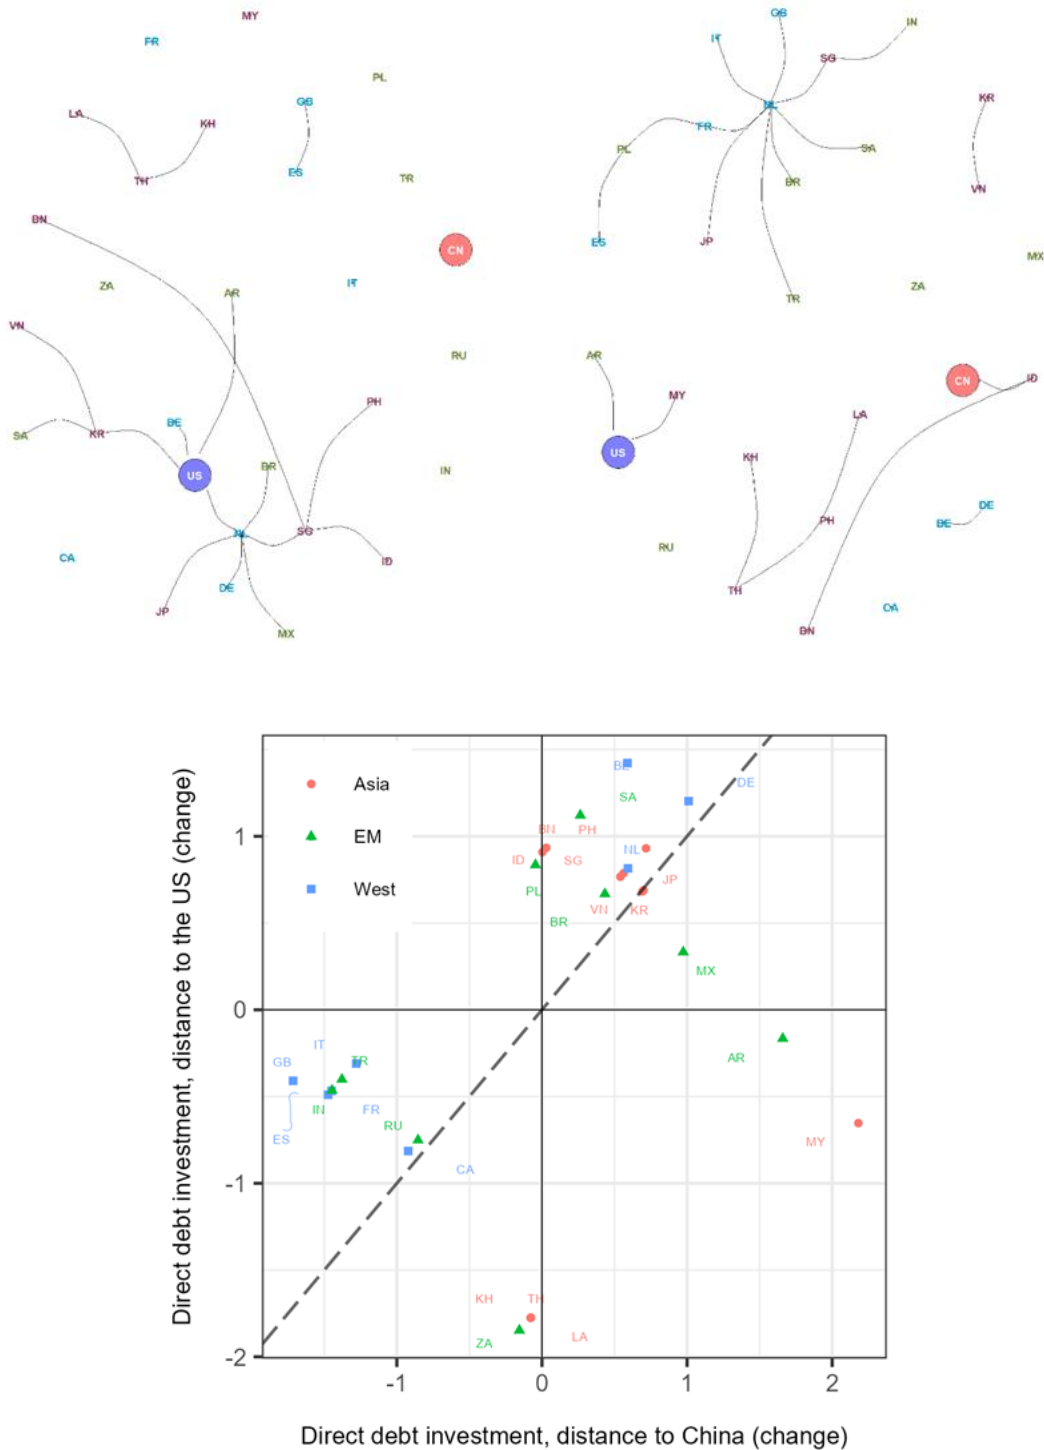 MY
FR
PL
GB
LA
KH
TH
ES
TR
BN
CN
ZA
AR
IT
VN
RU
PH
BE
SA
KR
US
BR
IN
SG
CA
ID
DE
JP
MX
GB
IN
IT
SG
NL
KR
FR
PL
SA
BR
VN
ES
JP
MX
TR
ZA
AR
CN
ID
MY
LA
US
KH
DE
PH
BE
RU
TH
CA
BN
Direct debt investment, distance to the US (change)
Asia
EM
West
BE
DE
SA
BN
PH
NL
ID
SG
JP
PL
VN
KR
BR
MX
IT
GB
TR
AR
IN
FR
RU
ES
MY
CA
KH
TH
ZA
LA
1
0
-1
-2
-1
0
1
2
Direct debt investment, distance to China (change)